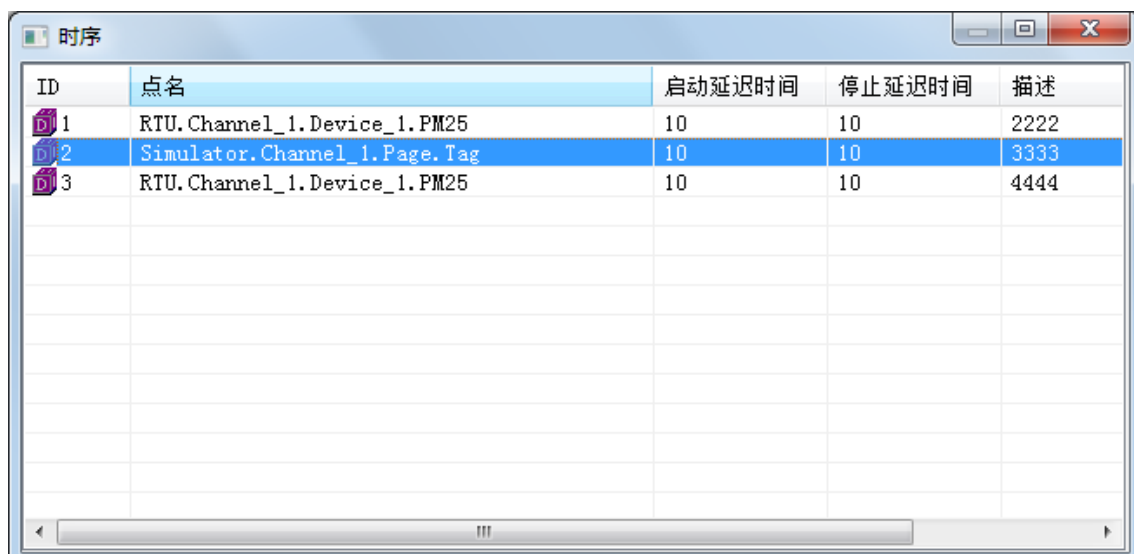 时序
ID 点名 启动延迟时间 停止延迟时间 描述
D 1 RTU.Channel_1.Device_1.PM25 10 10 2222
D 2 Simulator.Channel_1.Page.Tag 10 10 3333
D 3 RTU.Channel_1.Device_1.PM25 10 10 4444